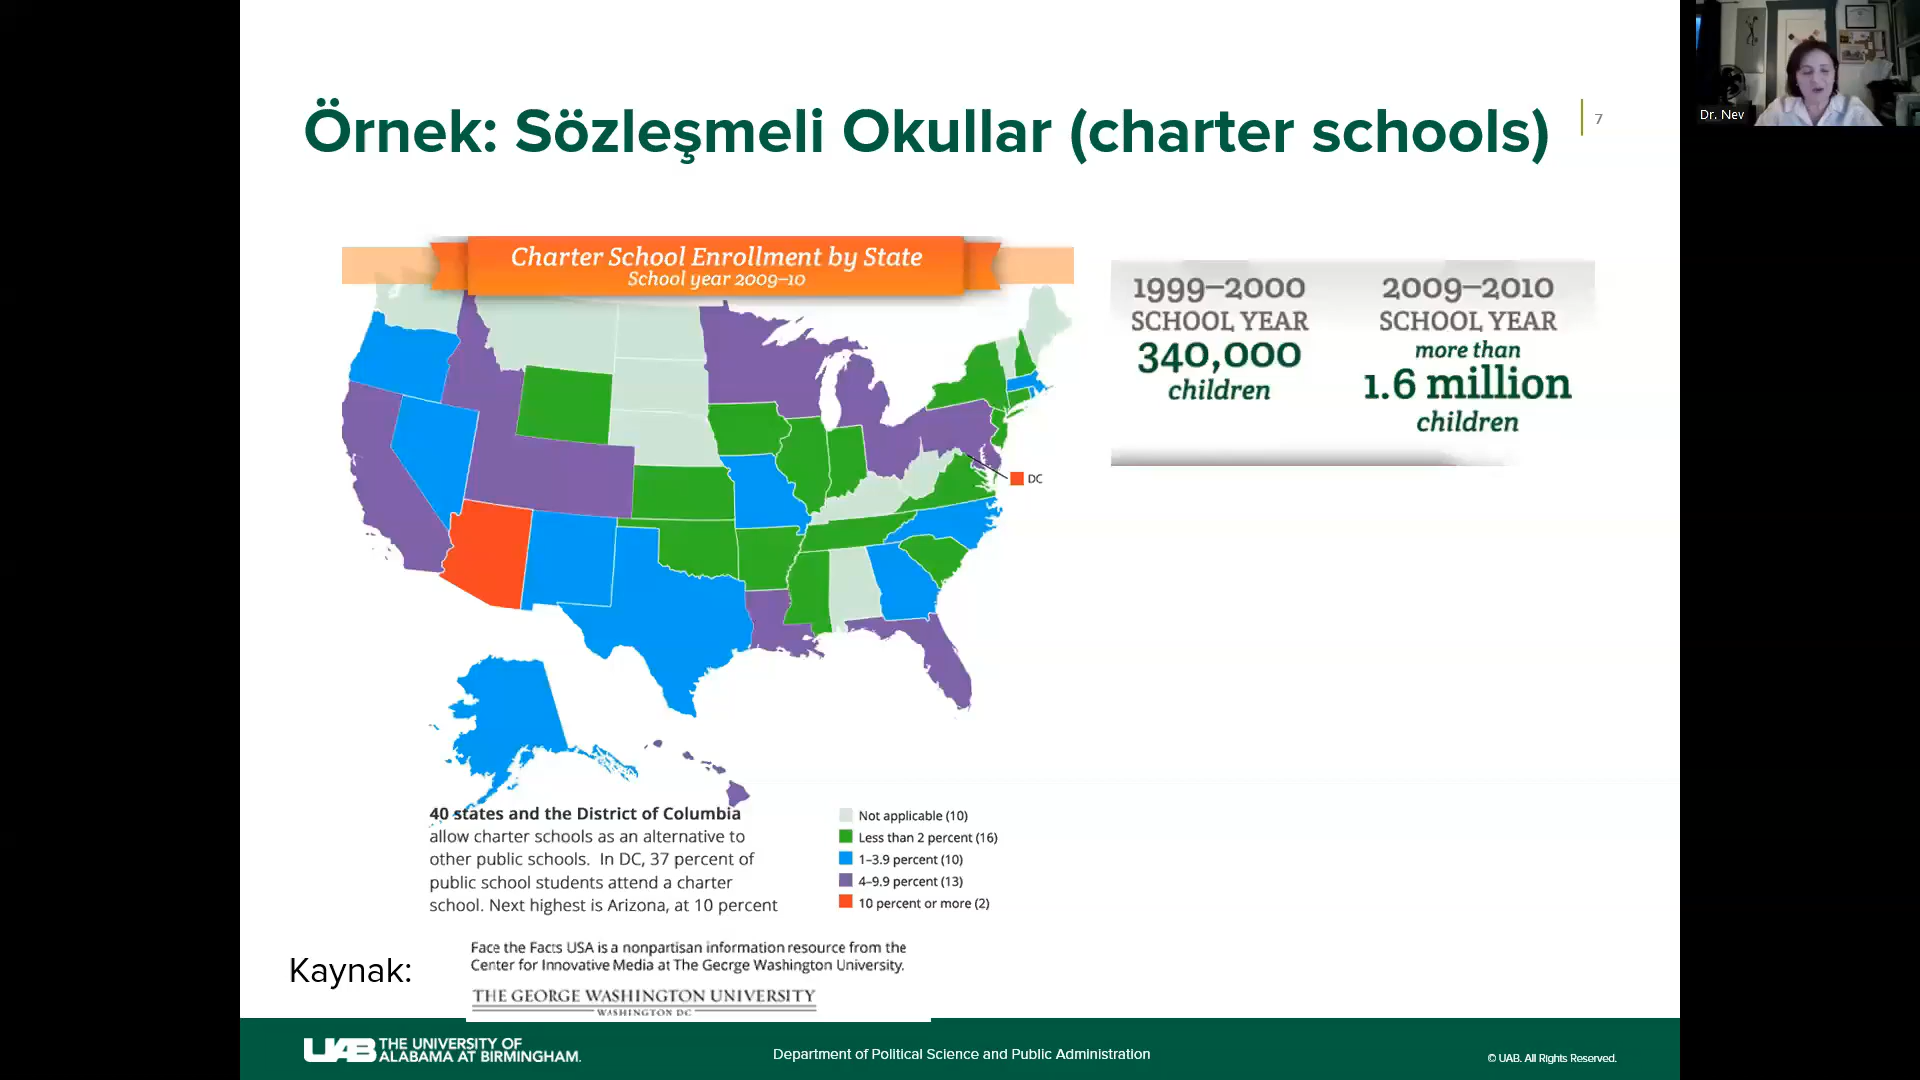 Örnek: Sözleşmeli Okullar (charter schools)
7
Dr. Nev
Charter School Enrollment by State
School year 2009–10
1999–2000
SCHOOL YEAR
340,000
children
2009–2010
SCHOOL YEAR
more than
1.6 million
children
DC
40 states and the District of Columbia
allow charter schools as an alternative to
other public schools. In DC, 37 percent of
public school students attend a charter
school. Next highest is Arizona, at 10 percent
Not applicable (10)
Less than 2 percent (16)
1–3.9 percent (10)
4–9.9 percent (13)
10 percent or more (2)
Kaynak:
Face the Facts USA is a nonpartisan information resource from the
Center for Innovative Media at The George Washington University.
THE GEORGE WASHINGTON UNIVERSITY
WASHINGTON DC
UAB THE UNIVERSITY OF
ALABAMA AT BIRMINGHAM.
Department of Political Science and Public Administration
© UAB. All Rights Reserved.